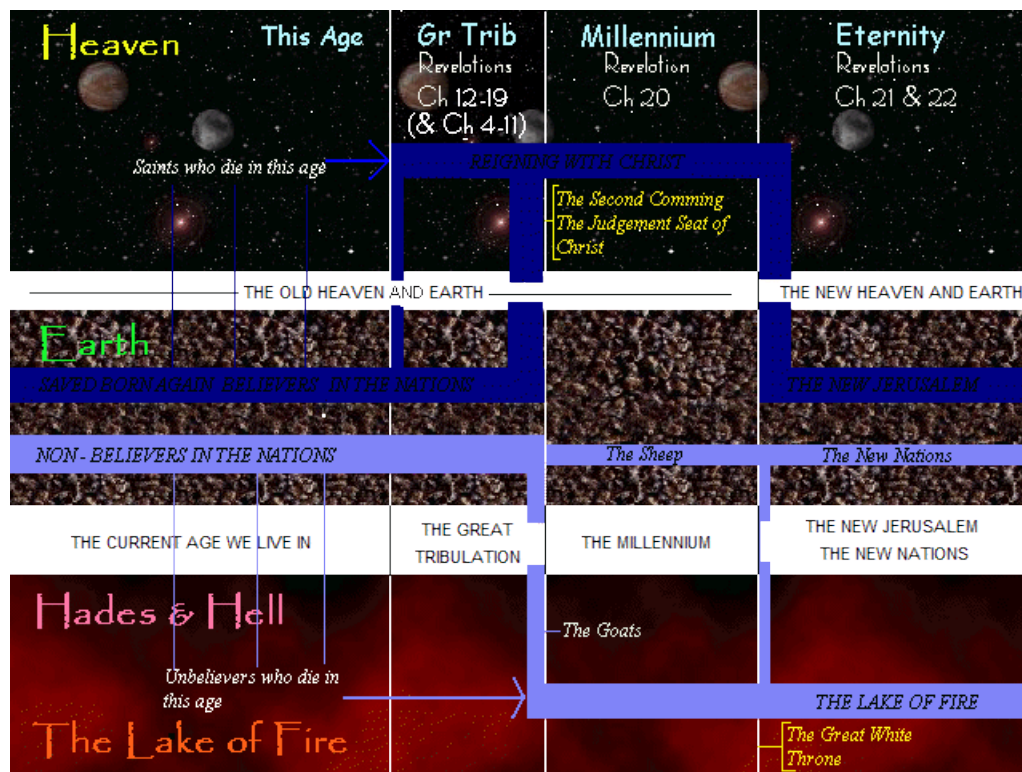 Heaven
This Age
Gr Trib
Revelations
Ch 12-19
(& Ch 4-11)
Millennium
Revelation
Ch 20
Eternity
Revelations
Ch 21 & 22
Saints who die in this age
REIGNING WITH CHRIST
The Second Comming
The Judgement Seat of
Christ
THE OLD HEAVEN AND EARTH
THE NEW HEAVEN AND EARTH
Earth
SAVED BORN AGAIN BELIEVERS IN THE NATIONS
THE NEW JERUSALEM
NON - BELIEVERS IN THE NATIONS
The Sheep
The New Nations
THE CURRENT AGE WE LIVE IN
THE GREAT
TRIBULATION
THE MILLENNIUM
THE NEW JERUSALEM
THE NEW NATIONS
Hades & Hell
The Goats
Unbelievers who die in
this age
THE LAKE OF FIRE
The Lake of Fire
The Great White
Throne